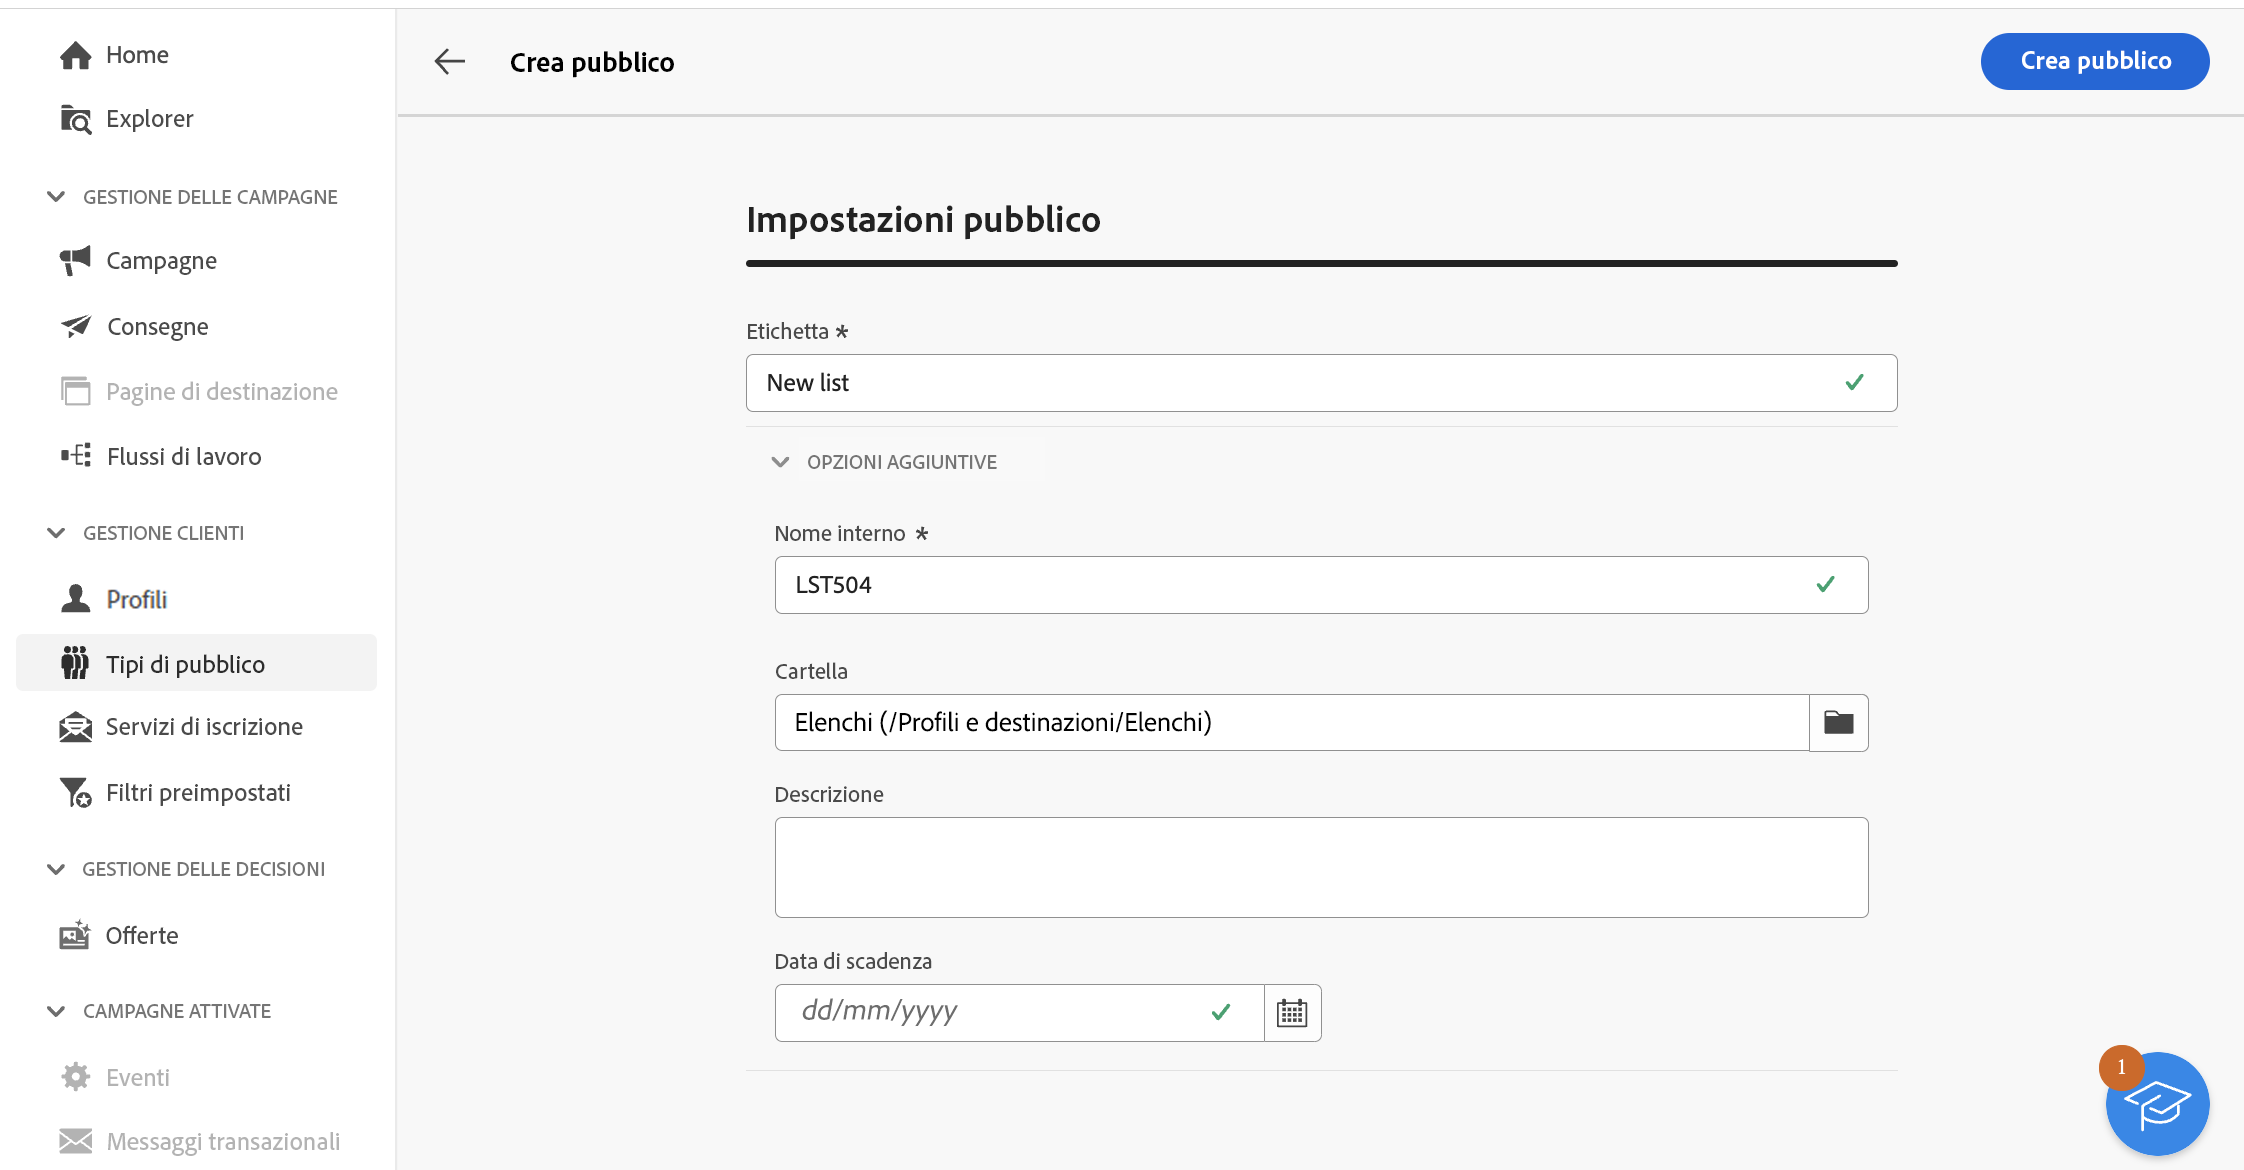 Home
Explorer
GESTIONE DELLE CAMPAGNE
Campagne
Consegne
Pagine di destinazione
Flussi di lavoro
GESTIONE CLIENTI
Profili
Tipi di pubblico
Servizi di iscrizione
Filtri preimpostati
GESTIONE DELLE DECISIONI
Offerte
CAMPAGNE ATTIVATE
Eventi
Messaggi transazionali
Crea pubblico
Crea pubblico
Impostazioni pubblico
Etichetta *
New list
OPZIONI AGGIUNTIVE
Nome interno *
LST504
Cartella
Elenchi (/Profili e destinazioni/Elenchi)
Descrizione
Data di scadenza
dd/mm/yyyy
1